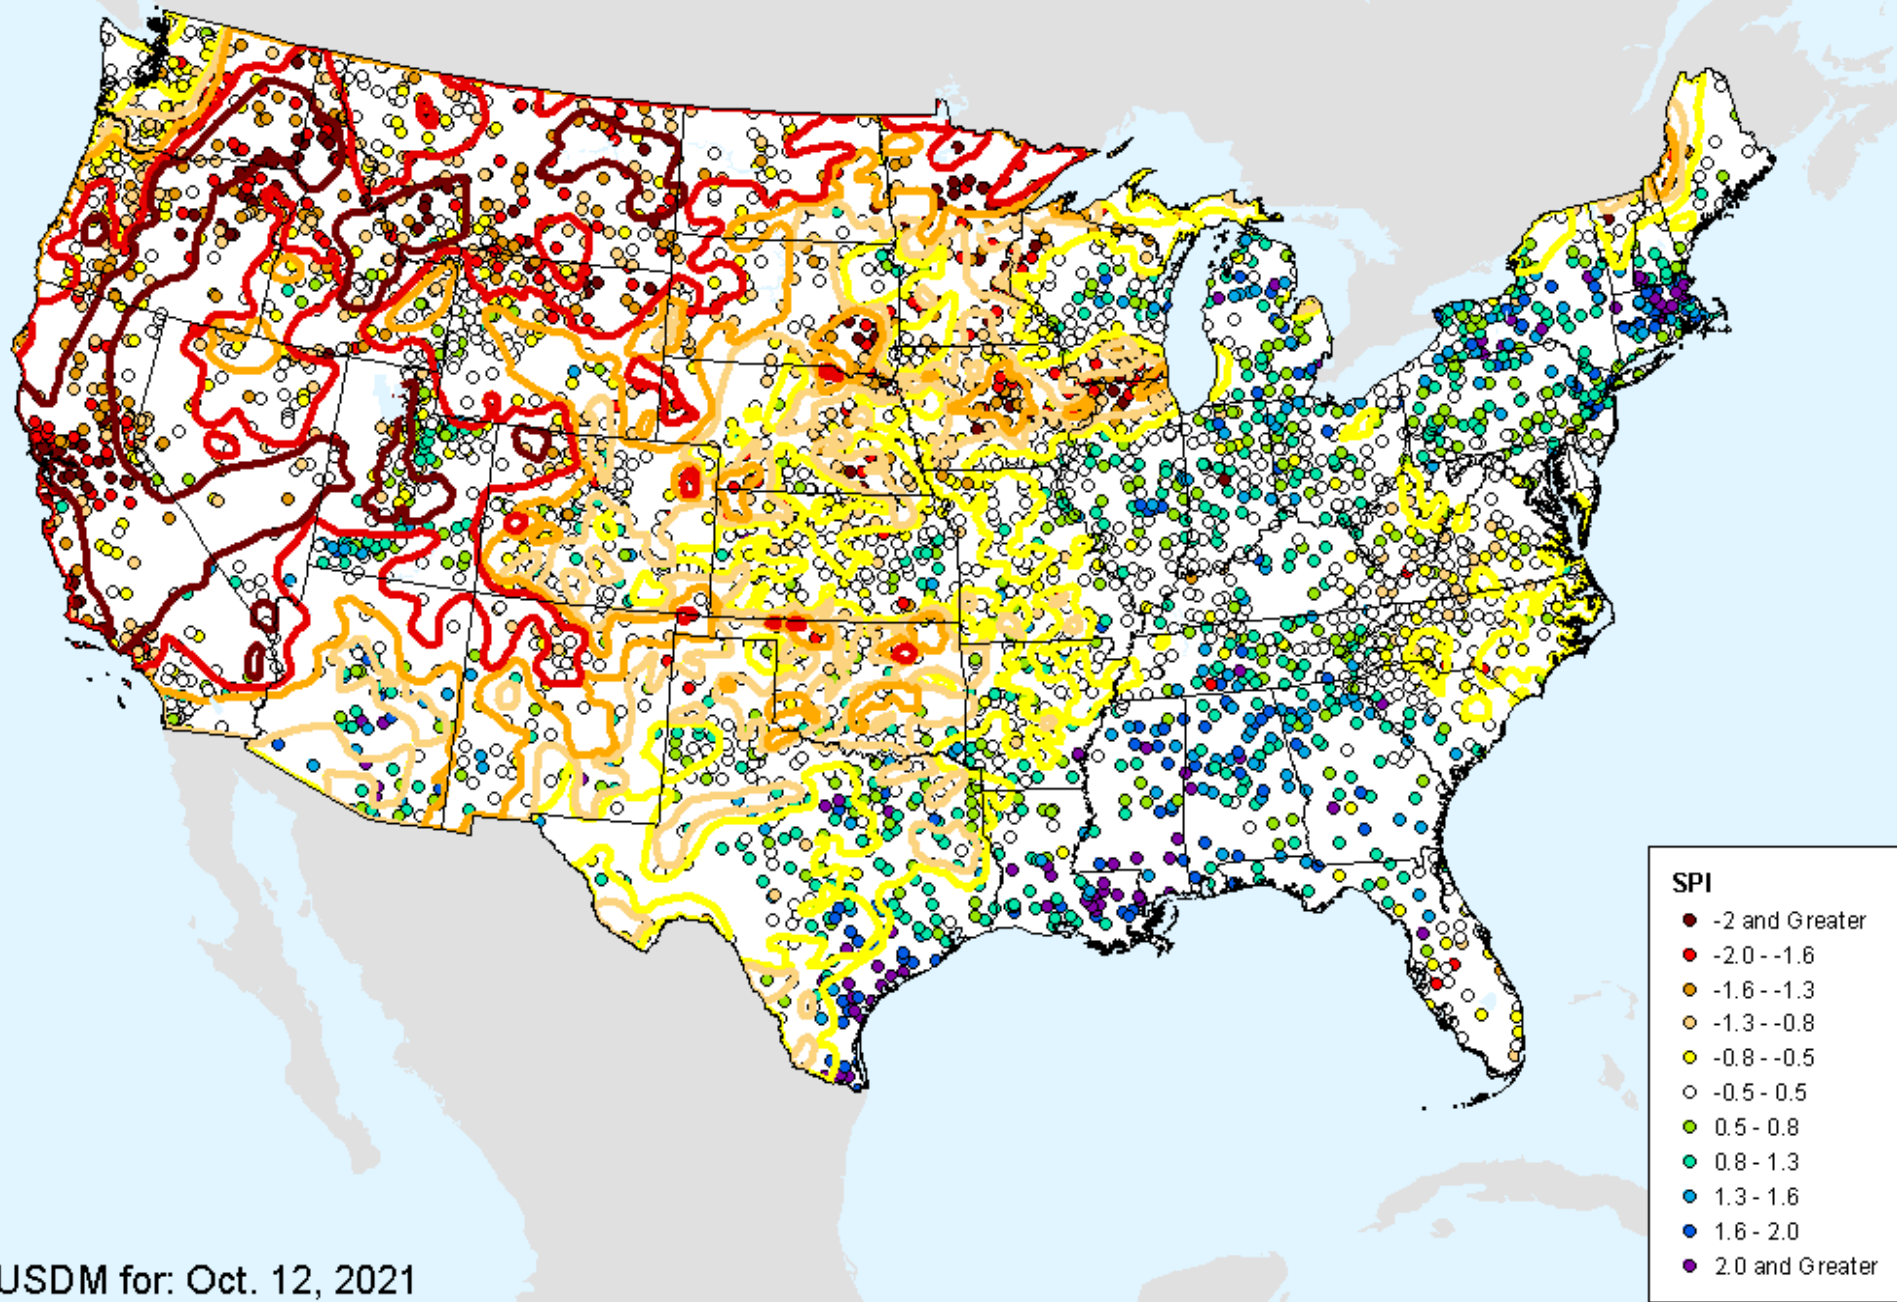 SPI
-2 and Greater
-2.0 - -1.6
-1.6 - -1.3
-1.3 - -0.8
-0.8 - -0.5
-0.5 - 0.5
0.5 - 0.8
0.8 - 1.3
1.3 - 1.6
1.6 - 2.0
2.0 and Greater
USDM for: Oct. 12, 2021